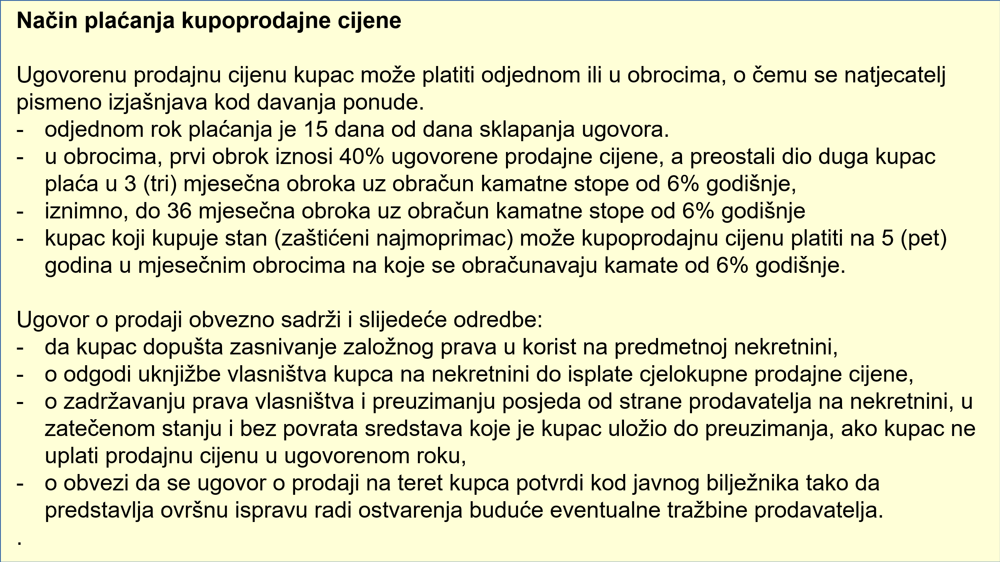 Način plaćanja kupoprodajne cijene
Ugovorenu prodajnu cijenu kupac može platiti odjednom ili u obrocima, o čemu se natjecatelj
pismeno izjašnjava kod davanja ponude.
- odjednom rok plaćanja je 15 dana od dana sklapanja ugovora.
- u obrocima, prvi obrok iznosi 40% ugovorene prodajne cijene, a preostali dio duga kupac
plaća u 3 (tri) mjesečna obroka uz obračun kamatne stope od 6% godišnje,
- iznimno, do 36 mjesečna obroka uz obračun kamatne stope od 6% godišnje
- kupac koji kupuje stan (zaštićeni najmoprimac) može kupoprodajnu cijenu platiti na 5 (pet)
godina u mjesečnim obrocima na koje se obračunavaju kamate od 6% godišnje.
Ugovor o prodaji obvezno sadrži i slijedeće odredbe:
- da kupac dopušta zasnivanje založnog prava u korist na predmetnoj nekretnini,
- o odgodi uknjižbe vlasništva kupca na nekretnini do isplate cjelokupne prodajne cijene,
- o zadržavanju prava vlasništva i preuzimanju posjeda od strane prodavatelja na nekretnini, u
zatečenom stanju i bez povrata sredstava koje je kupac uložio do preuzimanja, ako kupac ne
uplati prodajnu cijenu u ugovorenom roku,
- o obvezi da se ugovor o prodaji na teret kupca potvrdi kod javnog bilježnika tako da
predstavlja ovršnu ispravu radi ostvarenja buduće eventualne tražbine prodavatelja.
.